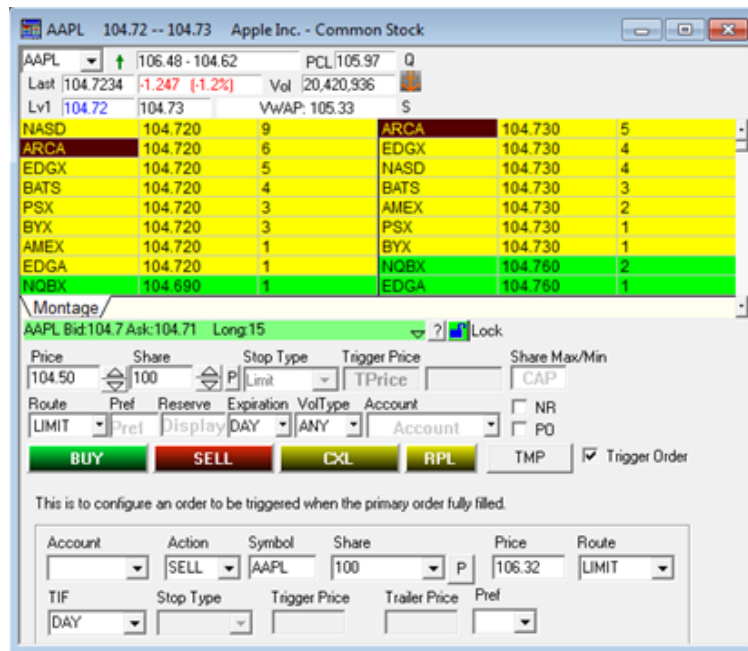 AAPL 104.72 -- 104.73 Apple Inc. - Common Stock
AAPL 106.48 - 104.62 PCL 105.97 Q
Last 104.7234 -1.247 (-1.2%) Vol 20,420,936
Lv1 104.72 104.73 VWAP: 105.33 S
NASD 104.720 9 ARCA 104.730 5
ARCA 104.720 6 EDGX 104.730 4
EDGX 104.720 5 NASD 104.730 4
BATS 104.720 4 BATS 104.730 3
PSX 104.720 3 AMEX 104.730 2
BYX 104.720 3 PSX 104.730 1
AMEX 104.720 1 BYX 104.730 1
EDGA 104.720 1 NQBX 104.760 2
NQBX 104.690 1 EDGA 104.760 1
Montage
AAPL Bid:104.7 Ask:104.71 Long:15 ? Lock
Price Share Stop Type Trigger Price Share Max/Min
104.50 100 P Limit TPrice CAP
Route Pref Reserve Expiration VolType Account NR
LIMIT Pref Display DAY ANY Account PO
BUY SELL CXL RPL TMP Trigger Order
This is to configure an order to be triggered when the primary order fully filled.
Account Action Symbol Share Price Route
SELL AAPL 100 P 106.32 LIMIT
TIF Stop Type Trigger Price Trailer Price Pref
DAY